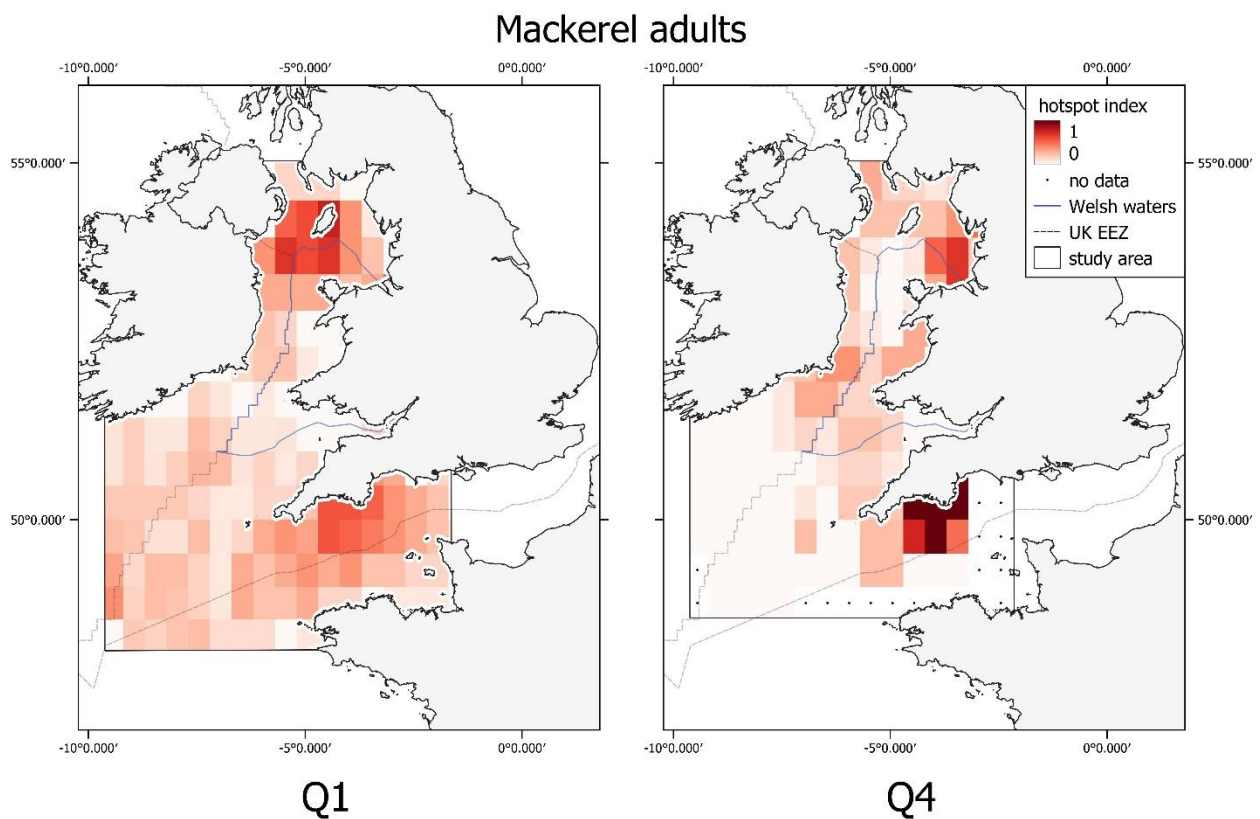 Mackerel adults
-10°0.000′ -5°0.000′ 0°0.000′
-10°0.000′ -5°0.000′ 0°0.000′
55°0.000′
50°0.000′
hotspot index
1
0
no data
Welsh waters
UK EEZ
study area
55°0.000′
50°0.000′
-10°0.000′ -5°0.000′ 0°0.000′
-10°0.000′ -5°0.000′ 0°0.000′
Q1
Q4